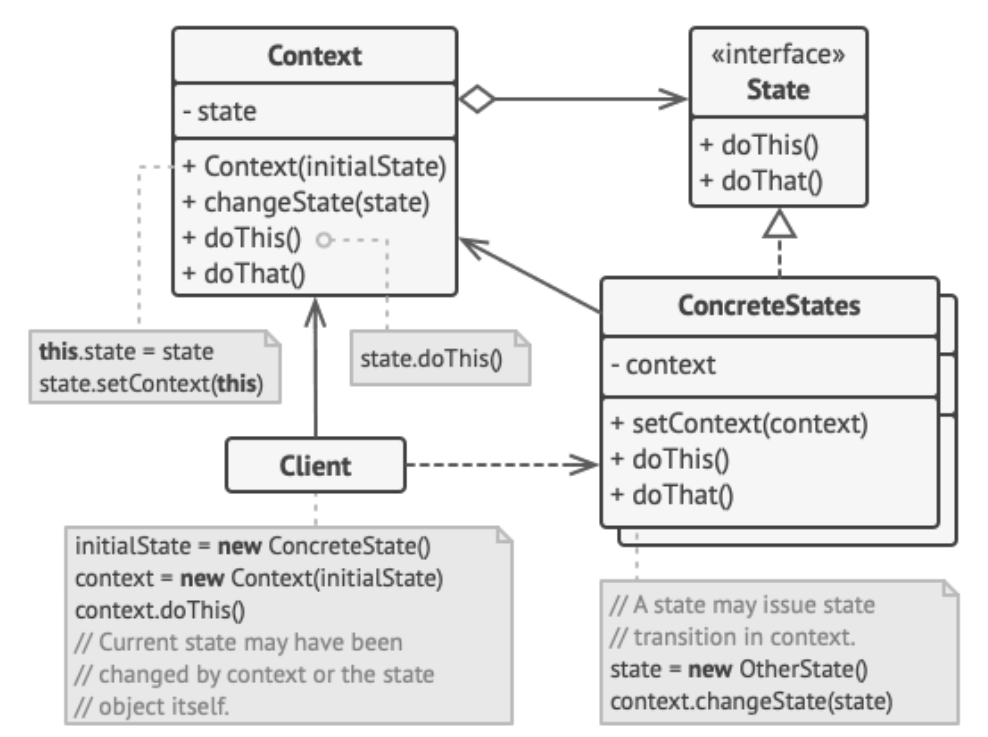 Context
- state
+ Context(initialState)
+ changeState(state)
+ doThis()
+ doThat()
«interface»
State
+ doThis()
+ doThat()
this.state = state
state.setContext(this)
state.doThis()
ConcreteStates
- context
+ setContext(context)
+ doThis()
+ doThat()
Client
initialState = new ConcreteState()
context = new Context(initialState)
context.doThis()
// Current state may have been
// changed by context or the state
// object itself.
// A state may issue state
// transition in context.
state = new OtherState()
context.changeState(state)